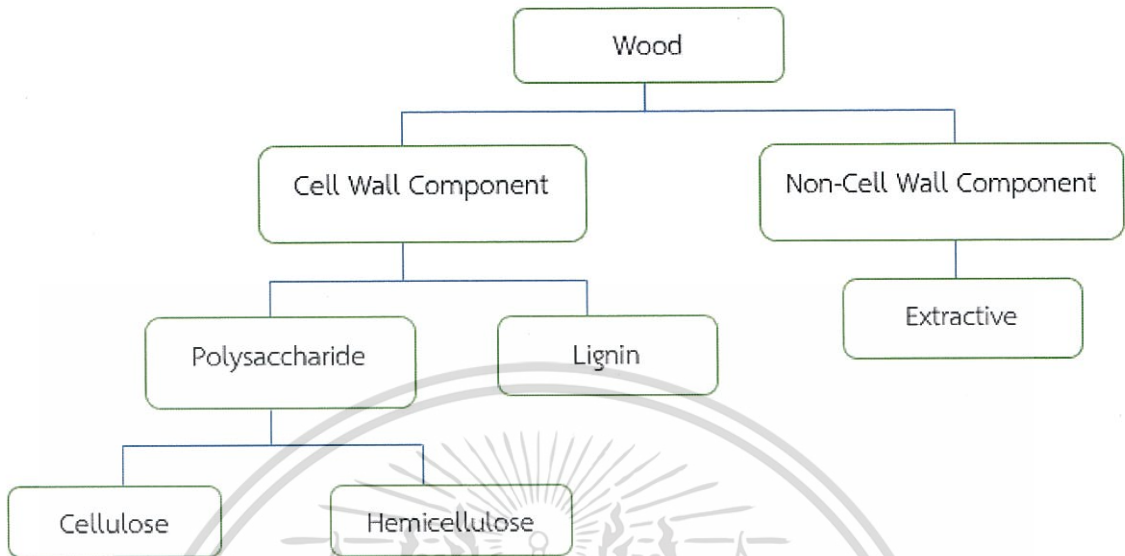 Wood
Cell Wall Component
Non-Cell Wall Component
Polysaccharide
Lignin
Extractive
Cellulose
Hemicellulose